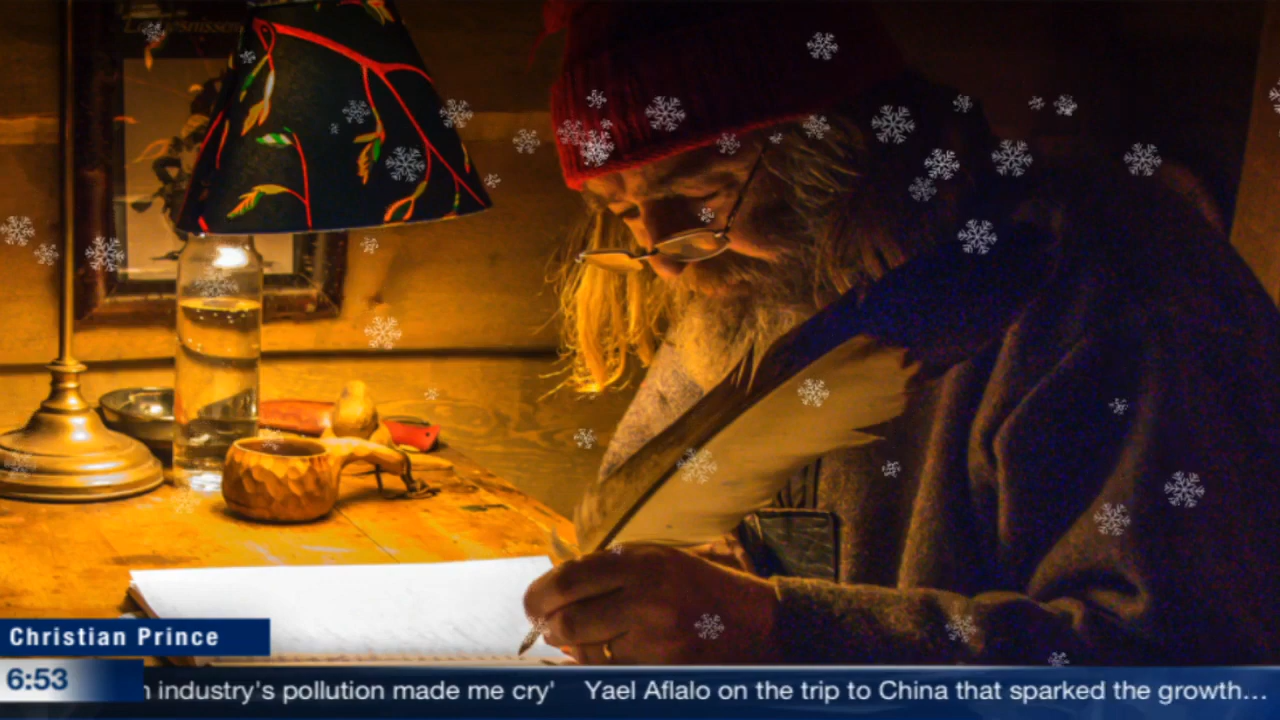 Christian Prince
6:53
industry's pollution made me cry' Yael Aflalo on the trip to China that sparked the growth...